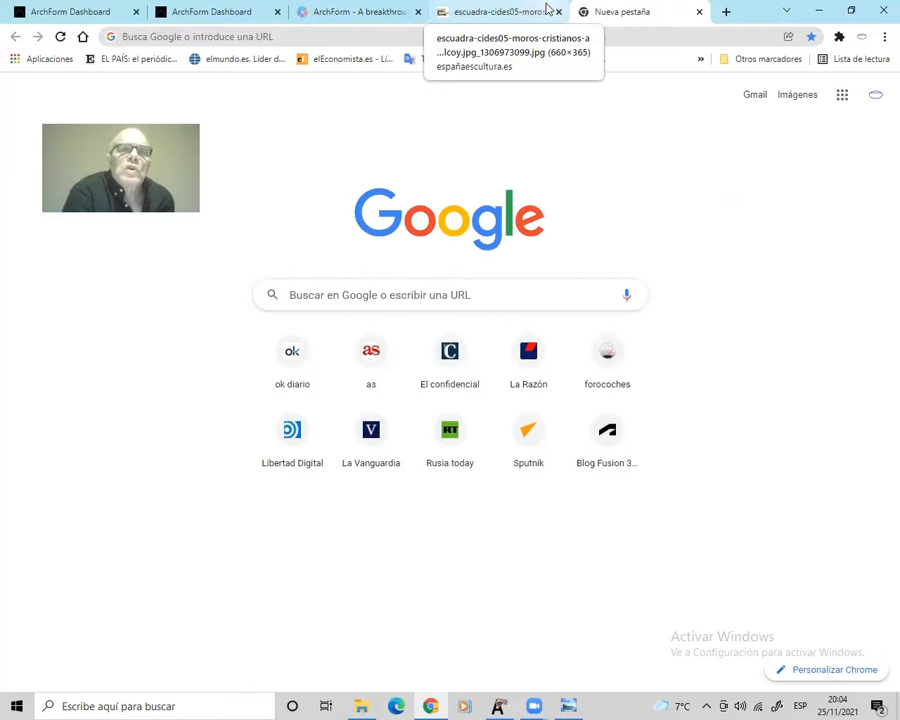 ArchForm Dashboard
ArchForm Dashboard
ArchForm - A breakthrou
escuadra-cides05-moros-
Nueva pestaña
Busca Google o introduce una URL
escuadra-cides05-moros-cristianos-a
...lcoy.jpg_1306973099.jpg (660×365)
españaescultura.es
Aplicaciones
EL PAÍS: el periódic...
elmundo.es. Líder d...
elEconomista.es - Lí...
Otros marcadores
Lista de lectura
Gmail
Imágenes
Google
Buscar en Google o escribir una URL
ok
as
C
ok diario
as
El confidencial
La Razón
forocoches
V
RT
Libertad Digital
La Vanguardia
Rusia today
Sputnik
Blog Fusion 3...
Activar Windows
Ve a Configuración para activar Windows.
Personalizar Chrome
Escribe aquí para buscar
7°C
ESP
20:04
25/11/2021
2